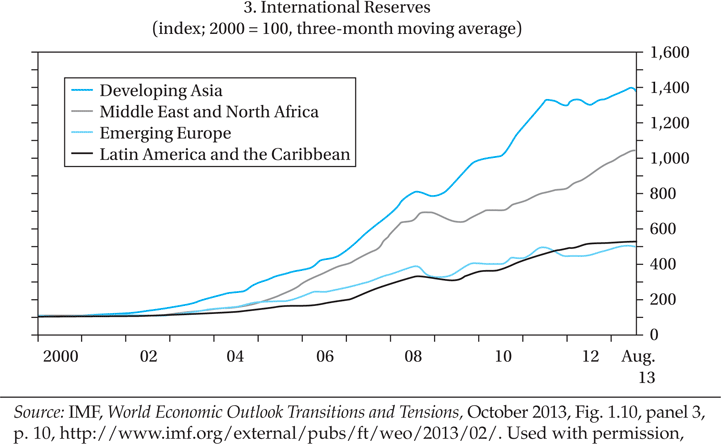 3. International Reserves
(index; 2000 = 100, three-month moving average)
1,600
Developing Asia
Middle East and North Africa
Emerging Europe
Latin America and the Caribbean
1,400
1,200
1,000
800
600
400
200
0
2000 02 04 06 08 10 12 Aug.
13
Source: IMF, World Economic Outlook Transitions and Tensions, October 2013, Fig. 1.10, panel 3,
p. 10, http://www.imf.org/external/pubs/ft/weo/2013/02/. Used with permission,